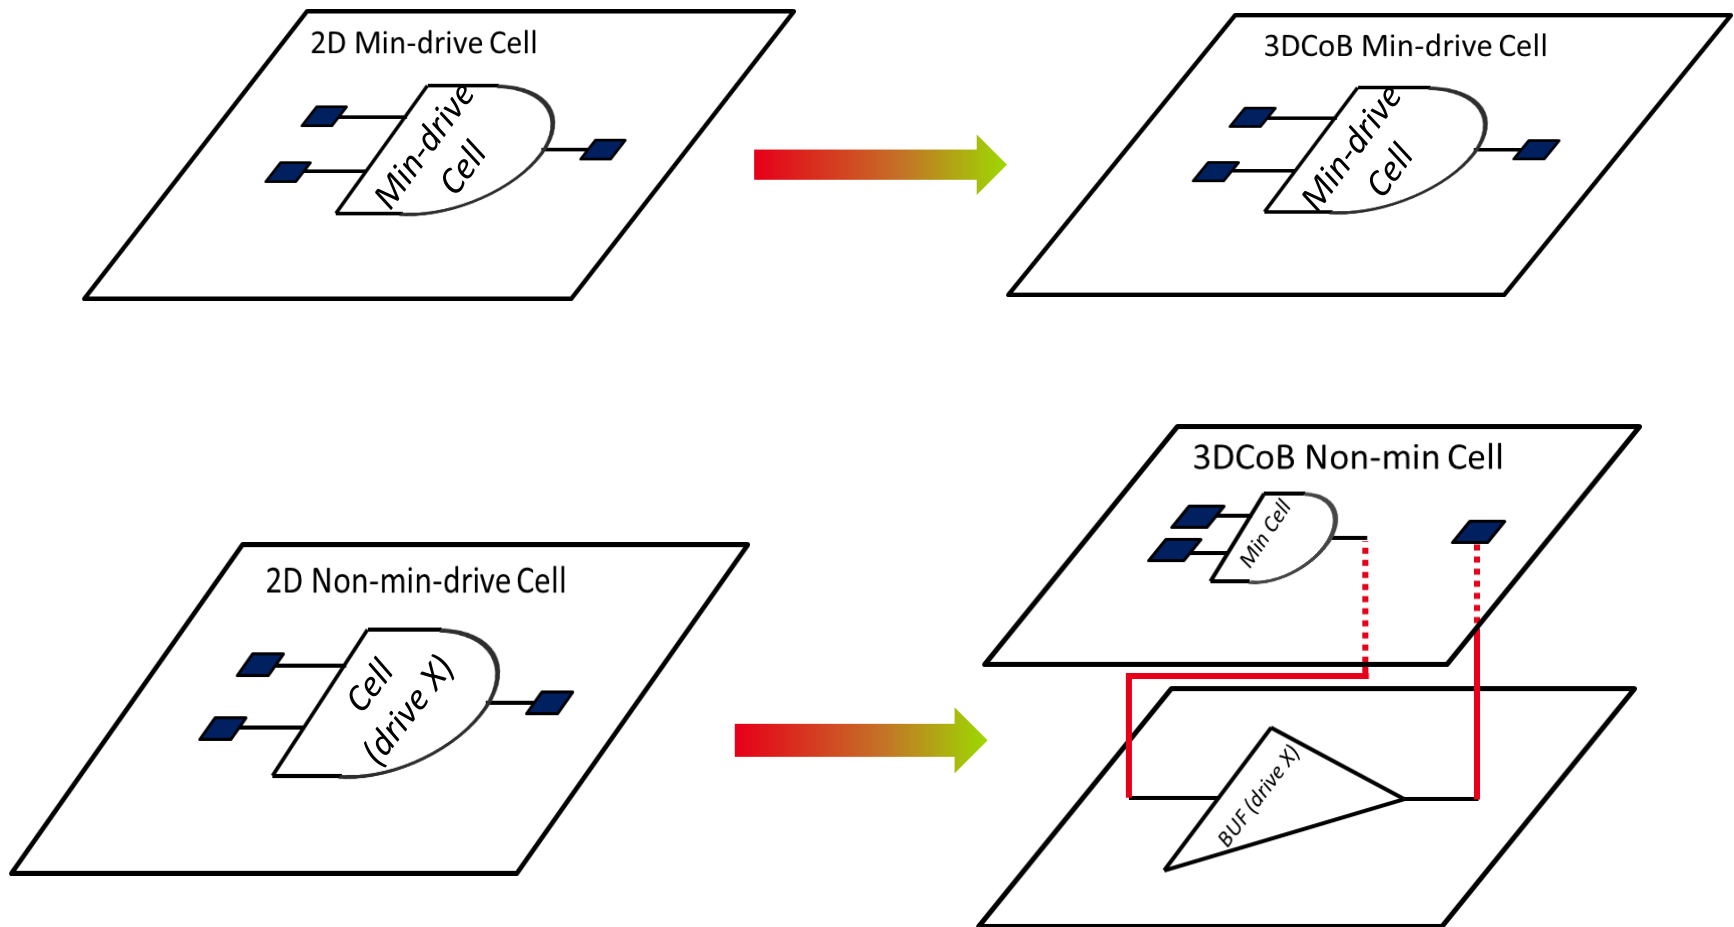 2D Min-drive Cell
Min-drive
Cell
3DCoB Min-drive Cell
Min-drive
Cell
2D Non-min-drive Cell
Cell
(drive X)
3DCoB Non-min Cell
Min Cell
BUF (drive X)